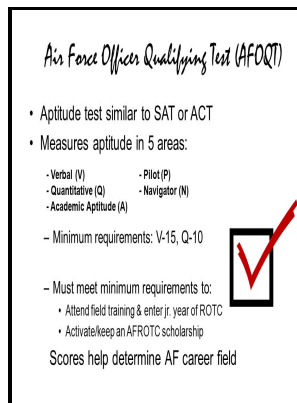 Air Force Officer Qualifying Test (AFOQT)
• Aptitude test similar to SAT or ACT
• Measures aptitude in 5 areas:
- Verbal (V) - Pilot (P)
- Quantitative (Q) - Navigator (N)
- Academic Aptitude (A)
– Minimum requirements: V-15, Q-10
– Must meet minimum requirements to:
• Attend field training & enter jr. year of ROTC
• Activate/keep an AFROTC scholarship
Scores help determine AF career field